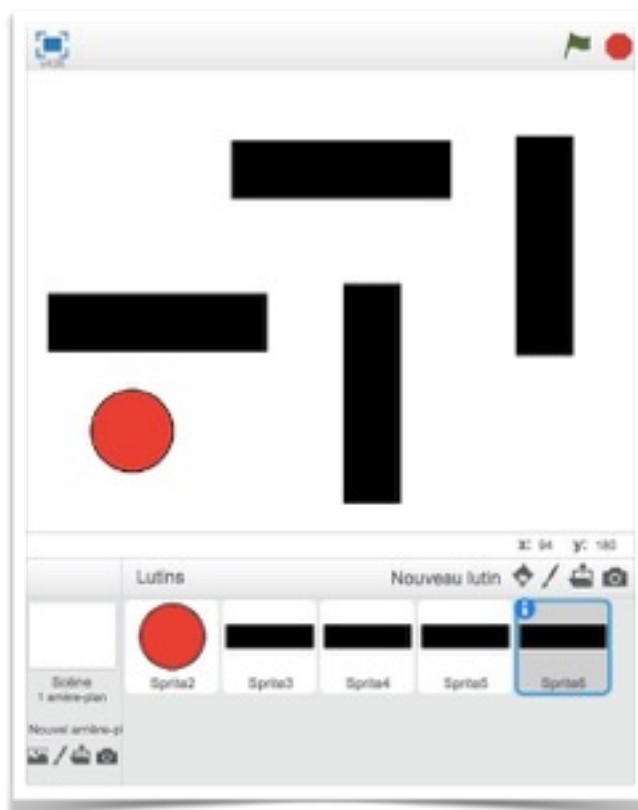 x: 94 y: 180
Lutins Nouveau lutin
Sprite2 Sprite3 Sprite4 Sprite5 Sprite6
Scène
1 arrière-plan
Nouvel arrière-pl